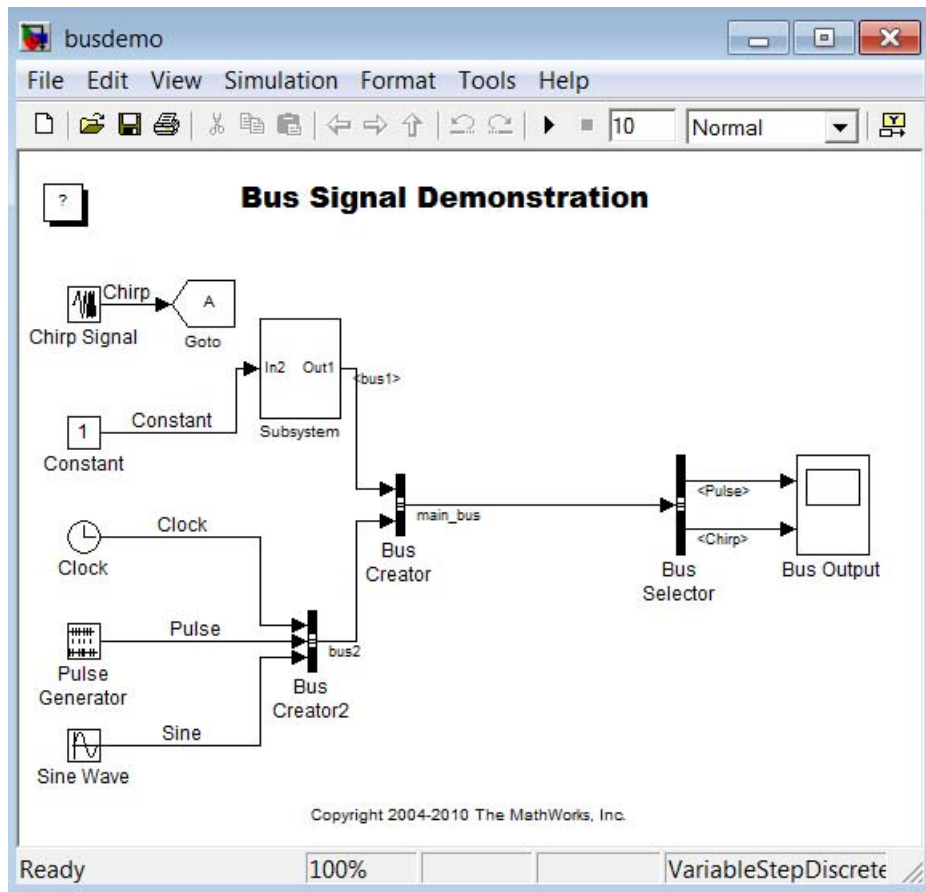 busdemo
File Edit View Simulation Format Tools Help
10 Normal
?
Bus Signal Demonstration
Chirp
A
Chirp Signal
Goto
In2 Out1
<bus1>
Subsystem
Constant
1
Constant
<Pulse>
main_bus
<Chirp>
Clock
Clock
Bus
Creator
Bus
Selector
Bus Output
Pulse
bus2
Pulse
Generator
Bus
Creator2
Sine
Sine Wave
Copyright 2004-2010 The MathWorks, Inc.
Ready 100% VariableStepDiscrete